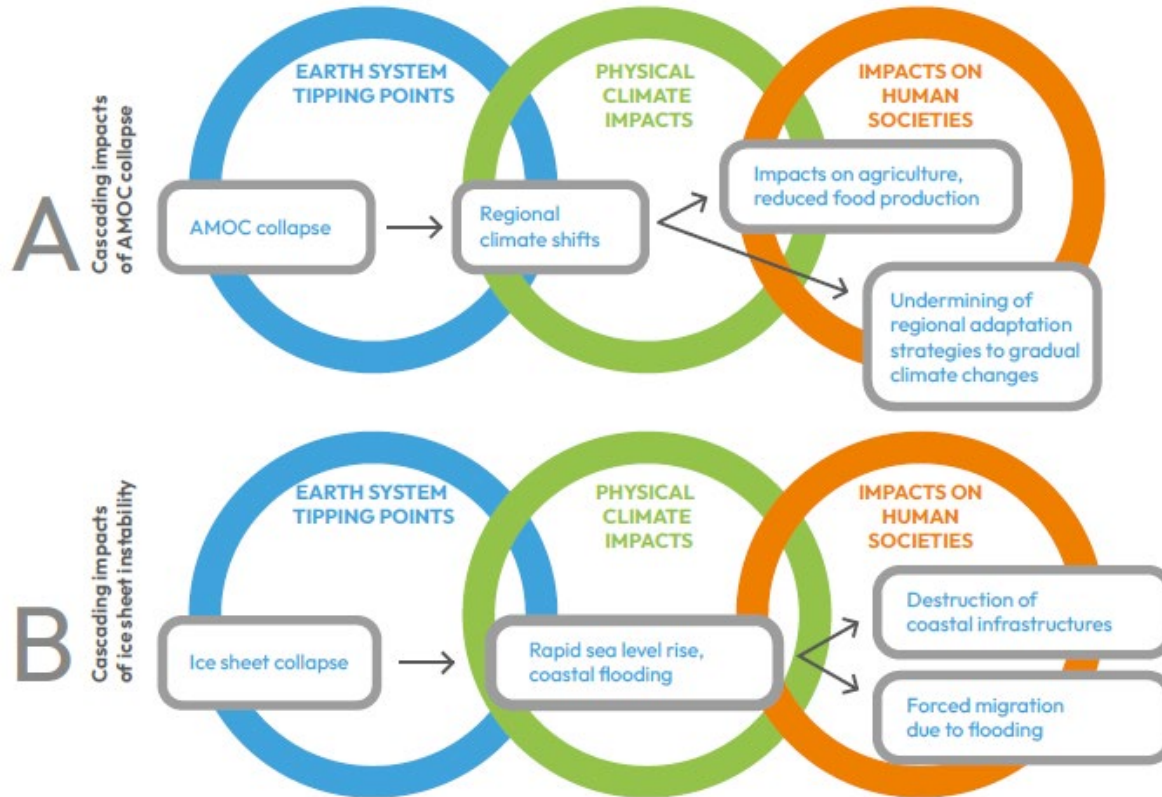 A
Cascading impacts
of AMOC collapse
EARTH SYSTEM
TIPPING POINTS
PHYSICAL
CLIMATE
IMPACTS
IMPACTS ON
HUMAN
SOCIETIES
AMOC collapse
Regional
climate shifts
Impacts on agriculture,
reduced food production
Undermining of
regional adaptation
strategies to gradual
climate changes
B
Cascading impacts
of ice sheet instability
EARTH SYSTEM
TIPPING POINTS
PHYSICAL
CLIMATE
IMPACTS
IMPACTS ON
HUMAN
SOCIETIES
Ice sheet collapse
Rapid sea level rise,
coastal flooding
Destruction of
coastal infrastructures
Forced migration
due to flooding